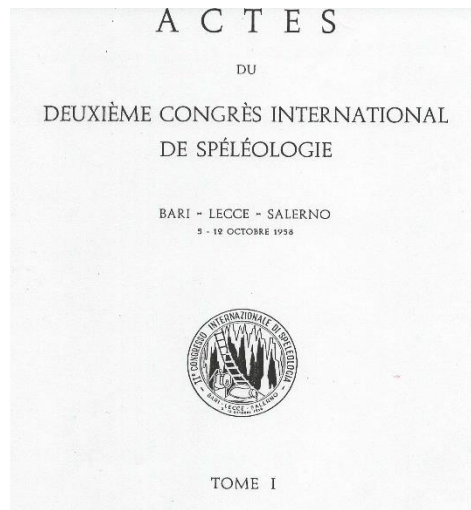 ACTES
DU
DEUXIÈME CONGRÈS INTERNATIONAL
DE SPÉLÉOLOGIE
BARI - LECCE - SALERNO
5 - 12 OCTOBRE 1958
IIº CONGRESSO INTERNAZIONALE DI SPELEOLOGIA
BARI - LECCE - SALERNO
TOME I